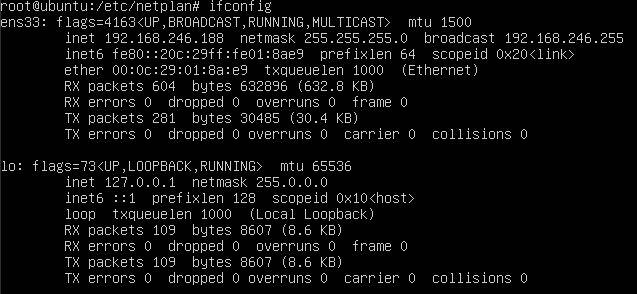 root@ubuntu:/etc/netplan# ifconfig
ens33: flags=4163<UP,BROADCAST,RUNNING,MULTICAST>  mtu 1500
        inet 192.168.246.188  netmask 255.255.255.0  broadcast 192.168.246.255
        inet6 fe80::20c:29ff:fe01:8ae9  prefixlen 64  scopeid 0x20<link>
        ether 00:0c:29:01:8a:e9  txqueuelen 1000  (Ethernet)
        RX packets 604  bytes 632896 (632.8 KB)
        RX errors 0  dropped 0  overruns 0  frame 0
        TX packets 281  bytes 30485 (30.4 KB)
        TX errors 0  dropped 0 overruns 0  carrier 0  collisions 0

lo: flags=73<UP,LOOPBACK,RUNNING>  mtu 65536
        inet 127.0.0.1  netmask 255.0.0.0
        inet6 ::1  prefixlen 128  scopeid 0x10<host>
        loop  txqueuelen 1000  (Local Loopback)
        RX packets 109  bytes 8607 (8.6 KB)
        RX errors 0  dropped 0  overruns 0  frame 0
        TX packets 109  bytes 8607 (8.6 KB)
        TX errors 0  dropped 0 overruns 0  carrier 0  collisions 0